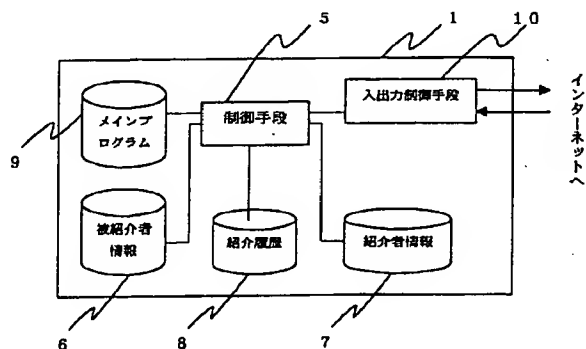 5
1
10
メインプ
ログラム
制御手段
入出力制御手段
インターネットへ
9
被紹介者
情報
紹介履歴
紹介者情報
6
8
7